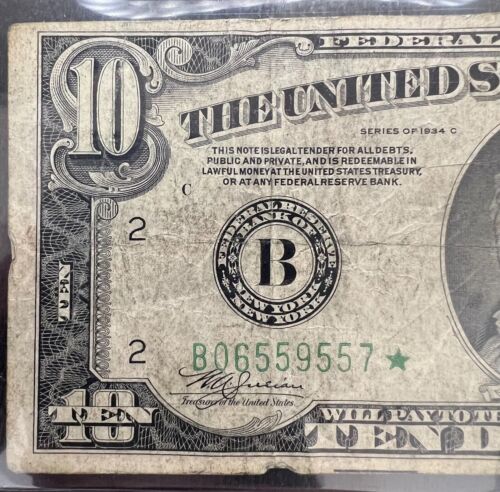 FEDERAL
10
THE UNITED S
SERIES OF 1934 C
THIS NOTE IS LEGAL TENDER FOR ALL DEBTS,
PUBLIC AND PRIVATE, AND IS REDEEMABLE IN
LAWFUL MONEY AT THE UNITED STATES TREASURY,
OR AT ANY FEDERAL RESERVE BANK.
C
2
FEDERAL RESERVE
BANK OF
B
NEW YORK
NEW YORK
TEN
2
B06559557★
Treasurer of the United States.
10
TEN
WILL PAY TO T
TEN D